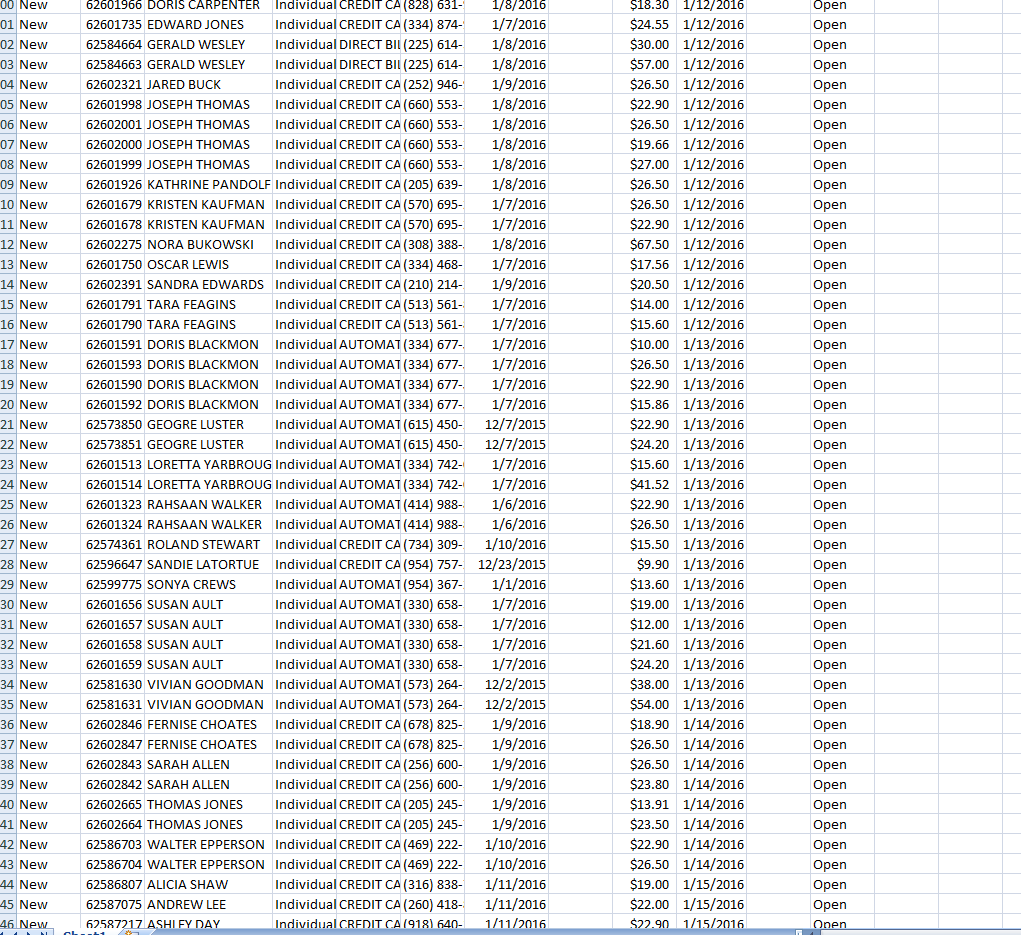 00 New 62601966 DORIS CARPENTER Individual CREDIT CA (828) 631- 1/8/2016 $18.30 1/12/2016 Open
01 New 62601735 EDWARD JONES Individual CREDIT CA (334) 874- 1/7/2016 $24.55 1/12/2016 Open
02 New 62584664 GERALD WESLEY Individual DIRECT BIL (225) 614- 1/8/2016 $30.00 1/12/2016 Open
03 New 62584663 GERALD WESLEY Individual DIRECT BIL (225) 614- 1/8/2016 $57.00 1/12/2016 Open
04 New 62602321 JARED BUCK Individual CREDIT CA (252) 946- 1/9/2016 $26.50 1/12/2016 Open
05 New 62601998 JOSEPH THOMAS Individual CREDIT CA (660) 553- 1/8/2016 $22.90 1/12/2016 Open
06 New 62602001 JOSEPH THOMAS Individual CREDIT CA (660) 553- 1/8/2016 $26.50 1/12/2016 Open
07 New 62602000 JOSEPH THOMAS Individual CREDIT CA (660) 553- 1/8/2016 $19.66 1/12/2016 Open
08 New 62601999 JOSEPH THOMAS Individual CREDIT CA (660) 553- 1/8/2016 $27.00 1/12/2016 Open
09 New 62601926 KATHRINE PANDOLF Individual CREDIT CA (205) 639- 1/8/2016 $26.50 1/12/2016 Open
10 New 62601679 KRISTEN KAUFMAN Individual CREDIT CA (570) 695- 1/7/2016 $26.50 1/12/2016 Open
11 New 62601678 KRISTEN KAUFMAN Individual CREDIT CA (570) 695- 1/7/2016 $22.90 1/12/2016 Open
12 New 62602275 NORA BUKOWSKI Individual CREDIT CA (308) 388- 1/8/2016 $67.50 1/12/2016 Open
13 New 62601750 OSCAR LEWIS Individual CREDIT CA (334) 468- 1/7/2016 $17.56 1/12/2016 Open
14 New 62602391 SANDRA EDWARDS Individual CREDIT CA (210) 214- 1/9/2016 $20.50 1/12/2016 Open
15 New 62601791 TARA FEAGINS Individual CREDIT CA (513) 561- 1/7/2016 $14.00 1/12/2016 Open
16 New 62601790 TARA FEAGINS Individual CREDIT CA (513) 561- 1/7/2016 $15.60 1/12/2016 Open
17 New 62601591 DORIS BLACKMON Individual AUTOMAT (334) 677- 1/7/2016 $10.00 1/13/2016 Open
18 New 62601593 DORIS BLACKMON Individual AUTOMAT (334) 677- 1/7/2016 $26.50 1/13/2016 Open
19 New 62601590 DORIS BLACKMON Individual AUTOMAT (334) 677- 1/7/2016 $22.90 1/13/2016 Open
20 New 62601592 DORIS BLACKMON Individual AUTOMAT (334) 677- 1/7/2016 $15.86 1/13/2016 Open
21 New 62573850 GEOGRE LUSTER Individual AUTOMAT (615) 450- 12/7/2015 $22.90 1/13/2016 Open
22 New 62573851 GEOGRE LUSTER Individual AUTOMAT (615) 450- 12/7/2015 $24.20 1/13/2016 Open
23 New 62601513 LORETTA YARBROUG Individual AUTOMAT (334) 742- 1/7/2016 $15.60 1/13/2016 Open
24 New 62601514 LORETTA YARBROUG Individual AUTOMAT (334) 742- 1/7/2016 $41.52 1/13/2016 Open
25 New 62601323 RAHSAAN WALKER Individual AUTOMAT (414) 988- 1/6/2016 $22.90 1/13/2016 Open
26 New 62601324 RAHSAAN WALKER Individual AUTOMAT (414) 988- 1/6/2016 $26.50 1/13/2016 Open
27 New 62574361 ROLAND STEWART Individual CREDIT CA (734) 309- 1/10/2016 $15.50 1/13/2016 Open
28 New 62596647 SANDIE LATORTUE Individual CREDIT CA (954) 757- 12/23/2015 $9.90 1/13/2016 Open
29 New 62599775 SONYA CREWS Individual AUTOMAT (954) 367- 1/1/2016 $13.60 1/13/2016 Open
30 New 62601656 SUSAN AULT Individual AUTOMAT (330) 658- 1/7/2016 $19.00 1/13/2016 Open
31 New 62601657 SUSAN AULT Individual AUTOMAT (330) 658- 1/7/2016 $12.00 1/13/2016 Open
32 New 62601658 SUSAN AULT Individual AUTOMAT (330) 658- 1/7/2016 $21.60 1/13/2016 Open
33 New 62601659 SUSAN AULT Individual AUTOMAT (330) 658- 1/7/2016 $24.20 1/13/2016 Open
34 New 62581630 VIVIAN GOODMAN Individual AUTOMAT (573) 264- 12/2/2015 $38.00 1/13/2016 Open
35 New 62581631 VIVIAN GOODMAN Individual AUTOMAT (573) 264- 12/2/2015 $54.00 1/13/2016 Open
36 New 62602846 FERNISE CHOATES Individual CREDIT CA (678) 825- 1/9/2016 $18.90 1/14/2016 Open
37 New 62602847 FERNISE CHOATES Individual CREDIT CA (678) 825- 1/9/2016 $26.50 1/14/2016 Open
38 New 62602843 SARAH ALLEN Individual CREDIT CA (256) 600- 1/9/2016 $26.50 1/14/2016 Open
39 New 62602842 SARAH ALLEN Individual CREDIT CA (256) 600- 1/9/2016 $23.80 1/14/2016 Open
40 New 62602665 THOMAS JONES Individual CREDIT CA (205) 245- 1/9/2016 $13.91 1/14/2016 Open
41 New 62602664 THOMAS JONES Individual CREDIT CA (205) 245- 1/9/2016 $23.50 1/14/2016 Open
42 New 62586703 WALTER EPPERSON Individual CREDIT CA (469) 222- 1/10/2016 $22.90 1/14/2016 Open
43 New 62586704 WALTER EPPERSON Individual CREDIT CA (469) 222- 1/10/2016 $26.50 1/14/2016 Open
44 New 62586807 ALICIA SHAW Individual CREDIT CA (316) 838- 1/11/2016 $19.00 1/15/2016 Open
45 New 62587075 ANDREW LEE Individual CREDIT CA (260) 418- 1/11/2016 $22.00 1/15/2016 Open
46 New 62587217 ASHLEY DAY Individual CREDIT CA (918) 640- 1/11/2016 $22.90 1/15/2016 Open
Sheet1